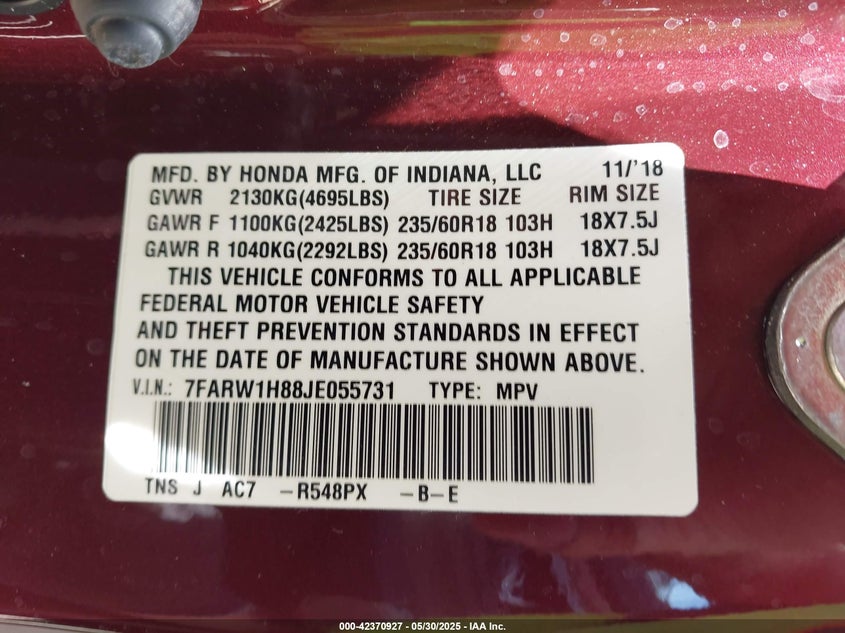 MFD. BY HONDA MFG. OF INDIANA, LLC 11/'18
GVWR 2130KG(4695LBS) TIRE SIZE RIM SIZE
GAWR F 1100KG(2425LBS) 235/60R18 103H 18X7.5J
GAWR R 1040KG(2292LBS) 235/60R18 103H 18X7.5J
THIS VEHICLE CONFORMS TO ALL APPLICABLE
FEDERAL MOTOR VEHICLE SAFETY
AND THEFT PREVENTION STANDARDS IN EFFECT
ON THE DATE OF MANUFACTURE SHOWN ABOVE.
V.I.N.: 7FARW1H88JE055731 TYPE: MPV
TNS J AC7 -R548PX -B-E
000-42370927 - 05/30/2025 - IAA Inc.